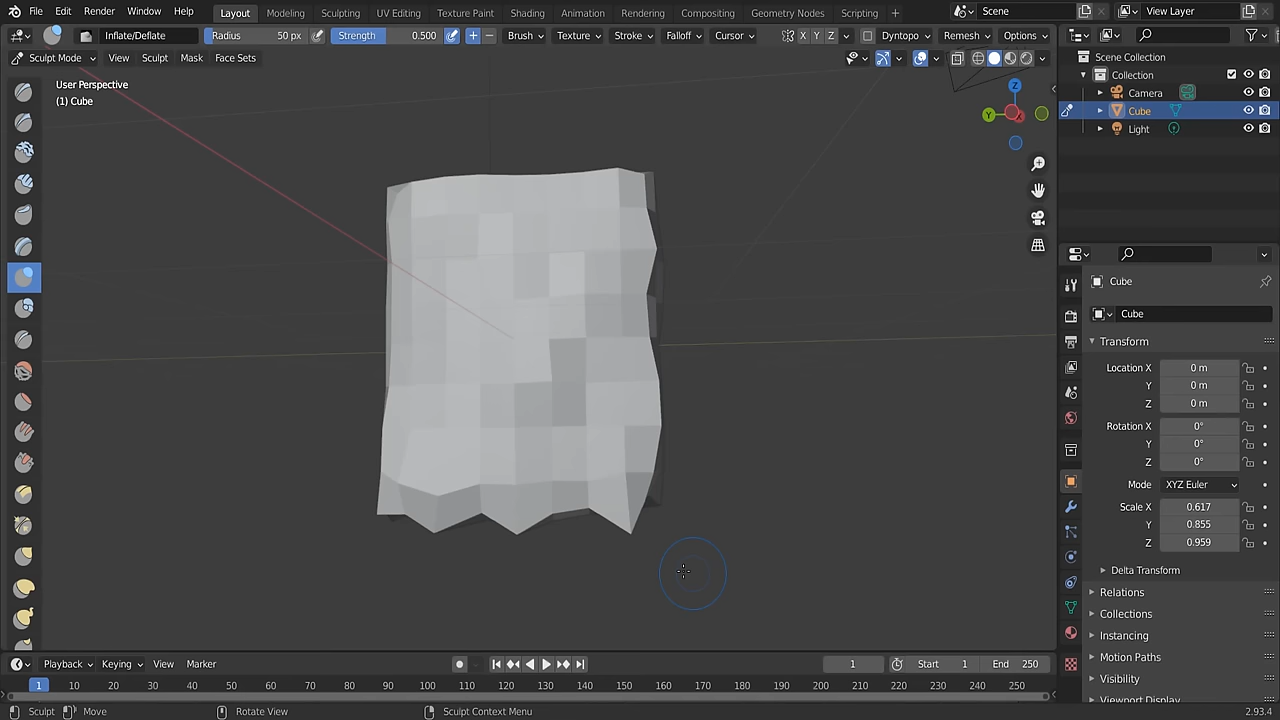 File Edit Render Window Help Layout Modeling Sculpting UV Editing Texture Paint Shading Animation Rendering Compositing Geometry Nodes Scripting + Scene View Layer
Inflate/Deflate Radius 50 px Strength 0.500 + − Brush Texture Stroke Falloff Cursor X Y Z Dyntopo Remesh Options
Sculpt Mode View Sculpt Mask Face Sets
Scene Collection
Collection
Camera
Cube
Light
User Perspective
(1) Cube
Z
Y
X
Cube
Cube
Transform
Location X 0 m
Y 0 m
Z 0 m
Rotation X 0°
Y 0°
Z 0°
Mode XYZ Euler
Scale X 0.617
Y 0.855
Z 0.959
Delta Transform
Relations
Collections
Instancing
Motion Paths
Visibility
Viewport Display
Playback Keying View Marker 1 Start 1 End 250
1 10 20 30 40 50 60 70 80 90 100 110 120 130 140 150 160 170 180 190 200 210 220 230 240 250
Sculpt Move Rotate View Sculpt Context Menu 2.93.4